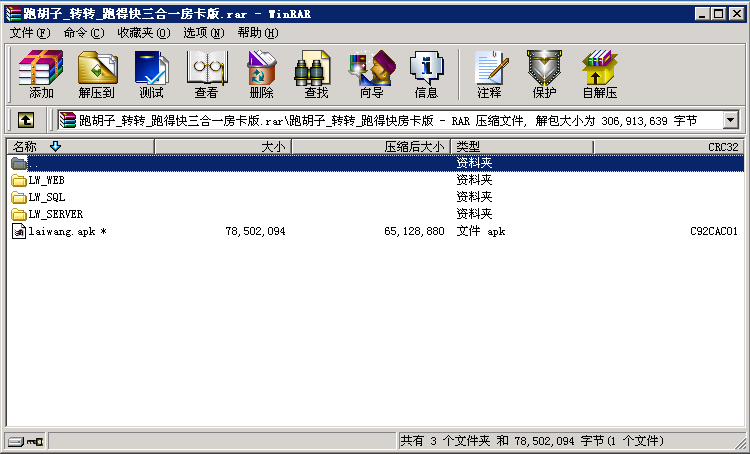 跑胡子_转转_跑得快三合一房卡版.rar - WinRAR
文件(F) 命令(C) 收藏夹(O) 选项(N) 帮助(H)
添加 解压到 测试 查看 删除 查找 向导 信息 注释 保护 自解压
跑胡子_转转_跑得快三合一房卡版.rar\跑胡子_转转_跑得快房卡版 - RAR 压缩文件, 解包大小为 306,913,639 字节
名称 大小 压缩后大小 类型 CRC32
.. 资料夹
LW_WEB 资料夹
LW_SQL 资料夹
LW_SERVER 资料夹
laiwang.apk * 78,502,094 65,128,880 文件 apk C92CAC01
共有 3 个文件夹 和 78,502,094 字节(1 个文件)